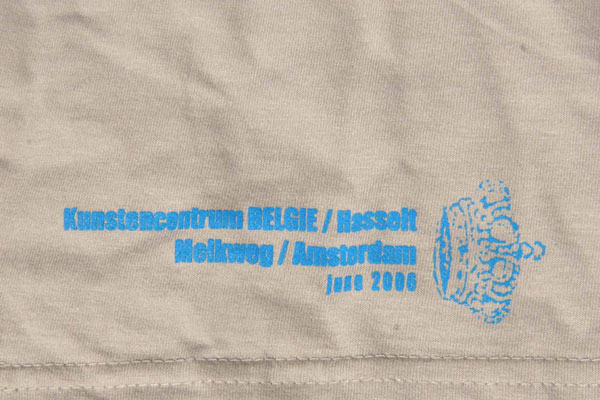 Kunstencentrum BELGIE / Hasselt
Melkweg / Amsterdam
june 2006